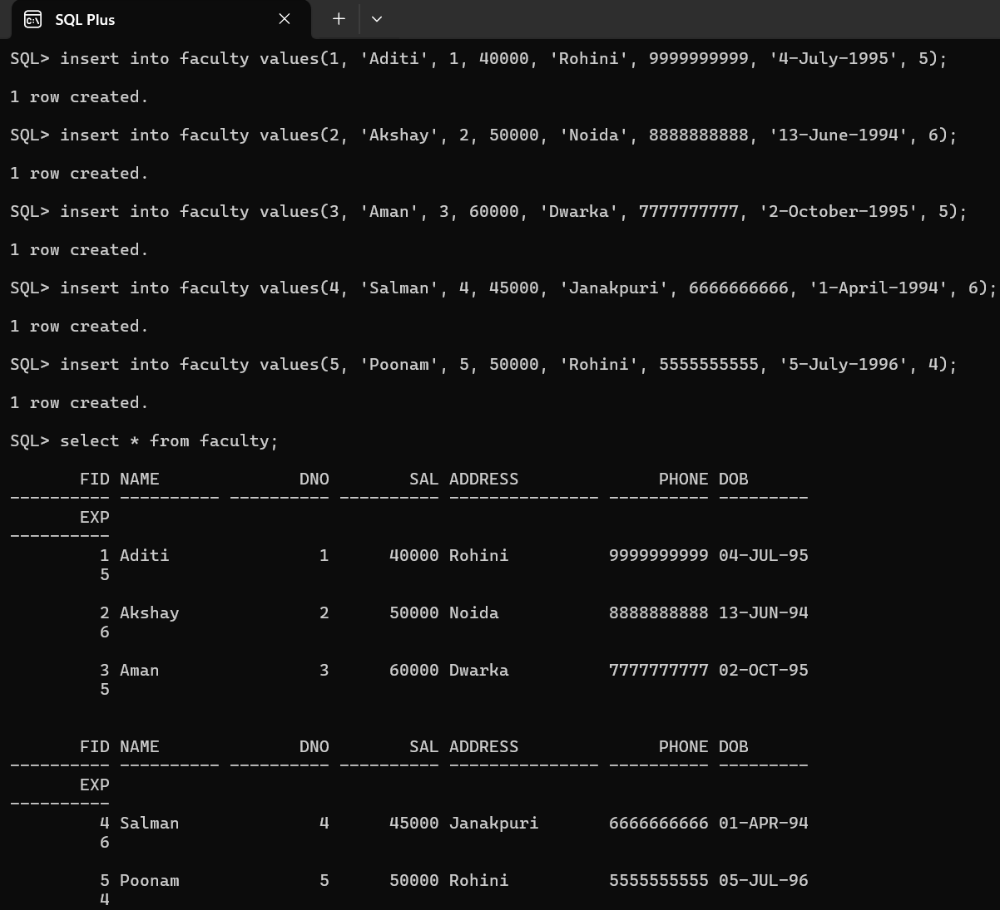 SQL Plus
SQL> insert into faculty values(1, 'Aditi', 1, 40000, 'Rohini', 9999999999, '4-July-1995', 5);
1 row created.
SQL> insert into faculty values(2, 'Akshay', 2, 50000, 'Noida', 8888888888, '13-June-1994', 6);
1 row created.
SQL> insert into faculty values(3, 'Aman', 3, 60000, 'Dwarka', 7777777777, '2-October-1995', 5);
1 row created.
SQL> insert into faculty values(4, 'Salman', 4, 45000, 'Janakpuri', 6666666666, '1-April-1994', 6);
1 row created.
SQL> insert into faculty values(5, 'Poonam', 5, 50000, 'Rohini', 5555555555, '5-July-1996', 4);
1 row created.
SQL> select * from faculty;
       FID NAME              DNO        SAL ADDRESS              PHONE DOB
---------- ---------- ---------- ---------- --------------- ---------- ---------
       EXP
----------
         1 Aditi               1      40000 Rohini          9999999999 04-JUL-95
         5
         2 Akshay              2      50000 Noida           8888888888 13-JUN-94
         6
         3 Aman                3      60000 Dwarka          7777777777 02-OCT-95
         5
       FID NAME              DNO        SAL ADDRESS              PHONE DOB
---------- ---------- ---------- ---------- --------------- ---------- ---------
       EXP
----------
         4 Salman              4      45000 Janakpuri       6666666666 01-APR-94
         6
         5 Poonam              5      50000 Rohini          5555555555 05-JUL-96
         4